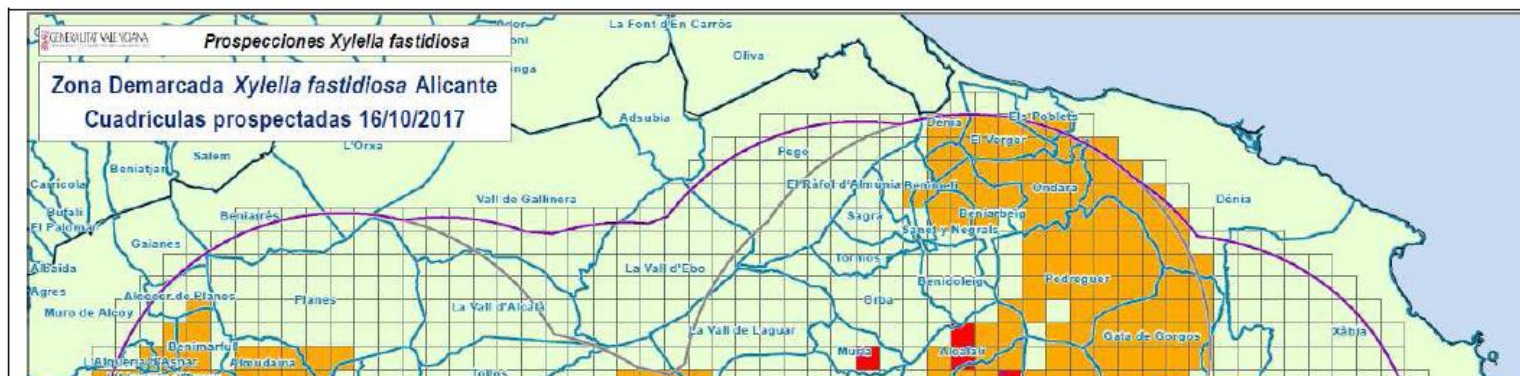 GENERALITAT VALENCIANA
Prospecciones Xylella fastidiosa
Zona Demarcada Xylella fastidiosa Alicante
Cuadrículas prospectadas 16/10/2017
La Font d'En Carròs
Oliva
Adsubia
L'Orxa
Salem
Beniatjar
Carrícola
Bufali
El Palomar
Gaianes
Albaida
Agres
Muro de Alcoy
Beniarrés
Vall de Gallinera
Pego
Dénia
Els Poblets
El Verger
El Ràfol d'Almúnia
Ondara
Sagra
Beniarbeig
Sanet y Negrals
Dénia
Tormos
La Vall d'Ebo
Benidoleig
Pedreguer
Alcocer de Planes
Planes
La Vall d'Alcalà
Orba
La Vall de Laguar
Gata de Gorgos
Xàbia
Murla
Alcalalí
Benimarfull
L'Alqueria d'Asnar
Almudaina
Tollos